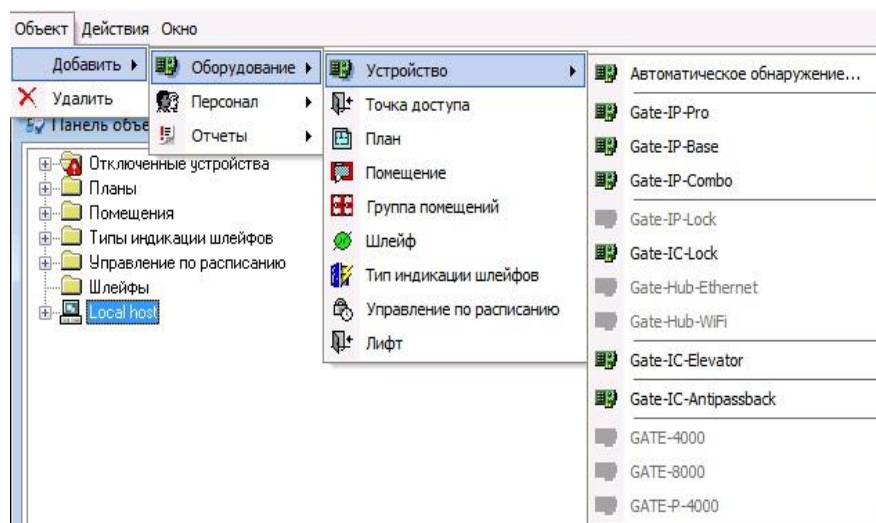 Объект Действия Окно
Добавить
Удалить
Оборудование
Персонал
Отчеты
Устройство
Точка доступа
План
Помещение
Группа помещений
Шлейф
Тип индикации шлейфов
Управление по расписанию
Лифт
Автоматическое обнаружение...
Gate-IP-Pro
Gate-IP-Base
Gate-IP-Combo
Gate-IP-Lock
Gate-IC-Lock
Gate-Hub-Ethernet
Gate-Hub-WiFi
Gate-IC-Elevator
Gate-IC-Antipassback
GATE-4000
GATE-8000
GATE-P-4000
Панель объе
Отключенные устройства
Планы
Помещения
Типы индикации шлейфов
Управление по расписанию
Шлейфы
Local host